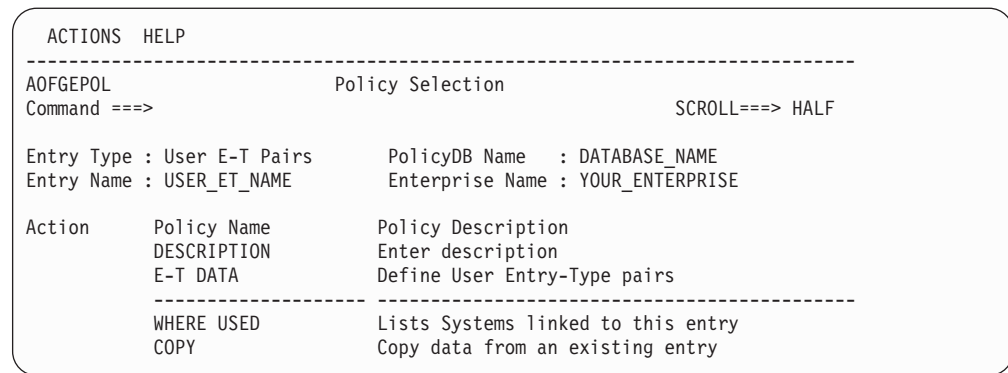 ACTIONS HELP
-------------------------------------------------------------------------------
AOFGEPOL Policy Selection
Command ===> SCROLL===> HALF
Entry Type : User E-T Pairs PolicyDB Name : DATABASE_NAME
Entry Name : USER_ET_NAME Enterprise Name : YOUR_ENTERPRISE
Action Policy Name Policy Description
DESCRIPTION Enter description
E-T DATA Define User Entry-Type pairs
-------------------- ---------------------------------------------
WHERE USED Lists Systems linked to this entry
COPY Copy data from an existing entry